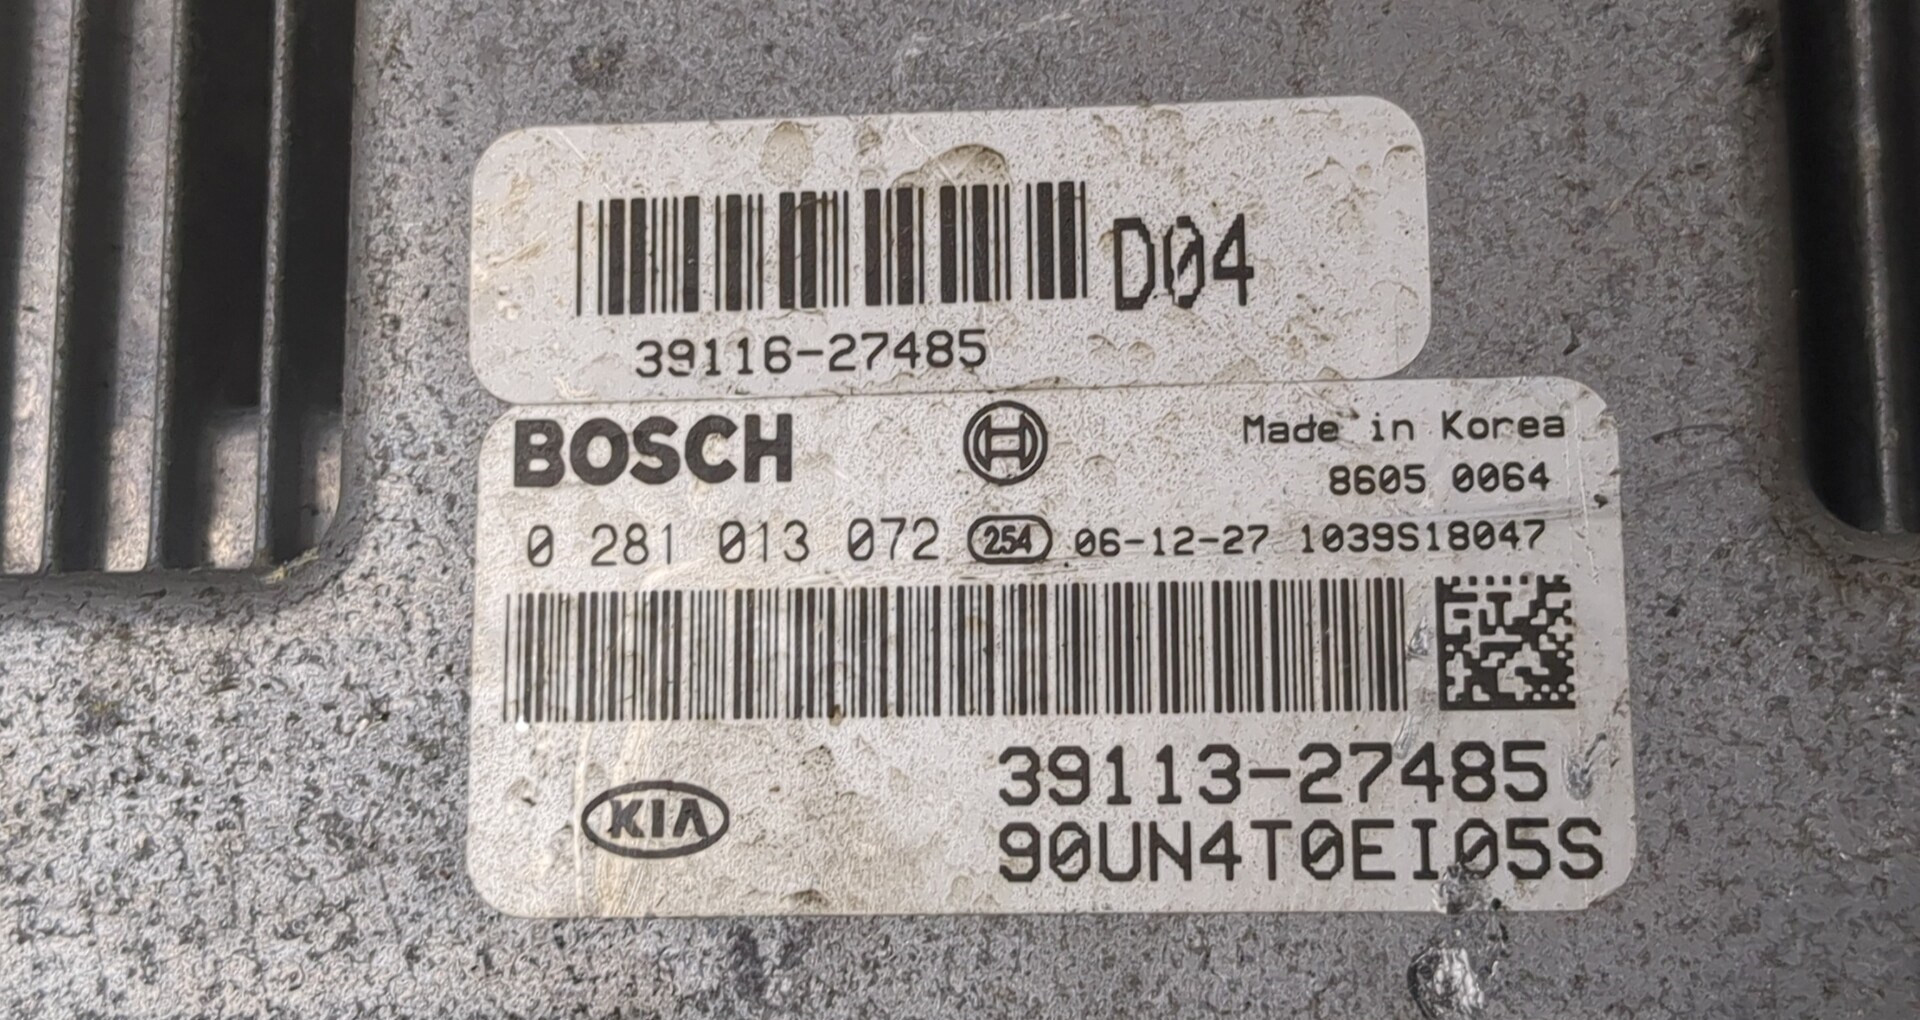 D04
39116-27485
BOSCH
Made in Korea
8605 0064
0 281 013 072 254 06-12-27 1039S18047
KIA
39113-27485
90UN4T0EI05S